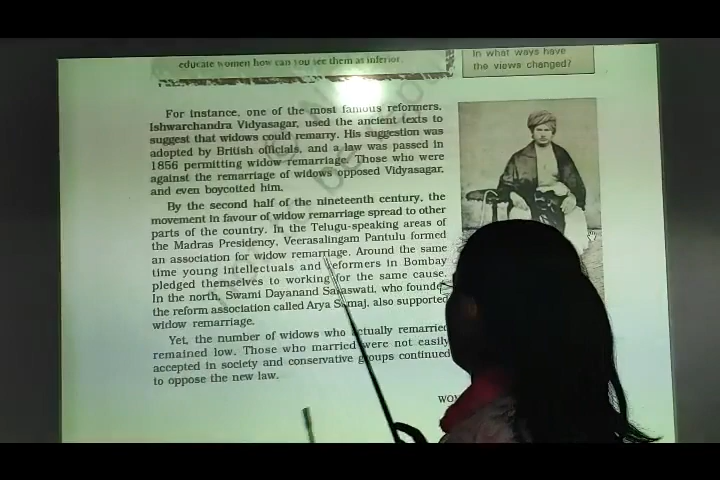 educate women how can you see them as inferior.
In what ways have
the views changed?
For instance, one of the most famous reformers,
Ishwarchandra Vidyasagar, used the ancient texts to
suggest that widows could remarry. His suggestion was
adopted by British officials, and a law was passed in
1856 permitting widow remarriage. Those who were
against the remarriage of widows opposed Vidyasagar,
and even boycotted him.
By the second half of the nineteenth century, the
movement in favour of widow remarriage spread to other
parts of the country. In the Telugu-speaking areas of
the Madras Presidency, Veerasalingam Pantulu formed
an association for widow remarriage. Around the same
time young intellectuals and reformers in Bombay
pledged themselves to working for the same cause.
In the north, Swami Dayanand Saraswati, who founde
the reform association called Arya Samaj, also supported
widow remarriage.
Yet, the number of widows who actually remarried
remained low. Those who married were not easily
accepted in society and conservative groups continued
to oppose the new law.
WO